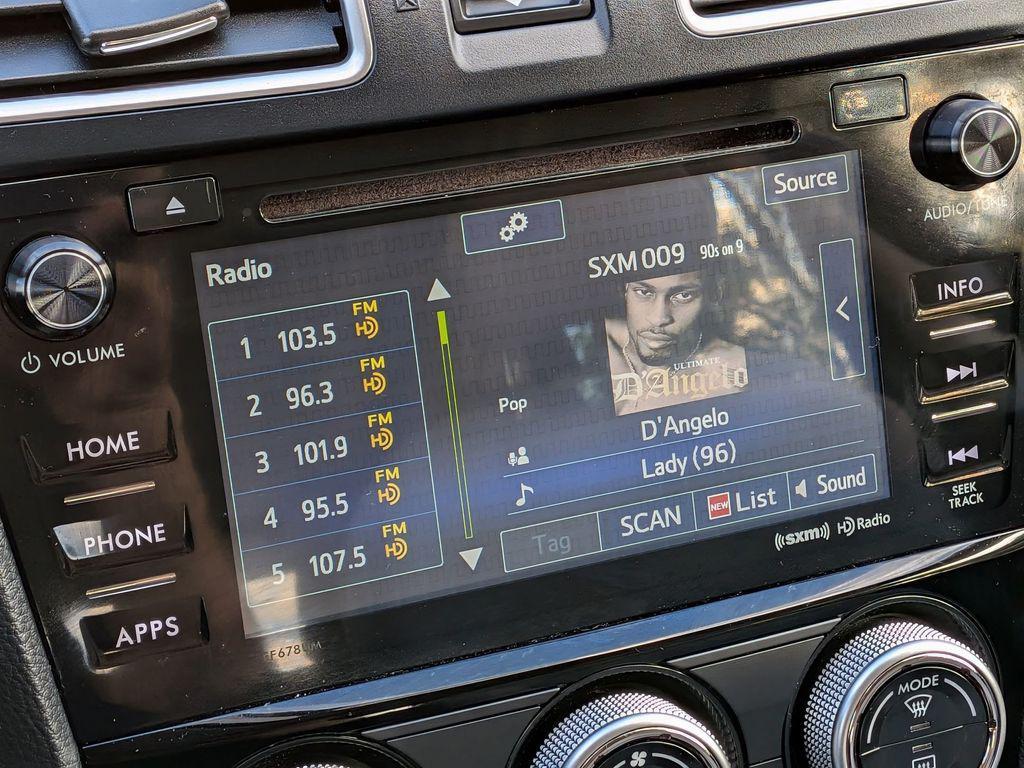 Source
AUDIO/TUNE
Radio
SXM 009 90s on 9
1 103.5 FM HD
2 96.3 FM HD
3 101.9 FM HD
4 95.5 FM HD
5 107.5 FM HD
ULTIMATE
D'Angelo
Pop
D'Angelo
Lady (96)
Tag
SCAN
NEW List
Sound
VOLUME
HOME
PHONE
APPS
INFO
SEEK
TRACK
((sxm)) HD Radio
MODE